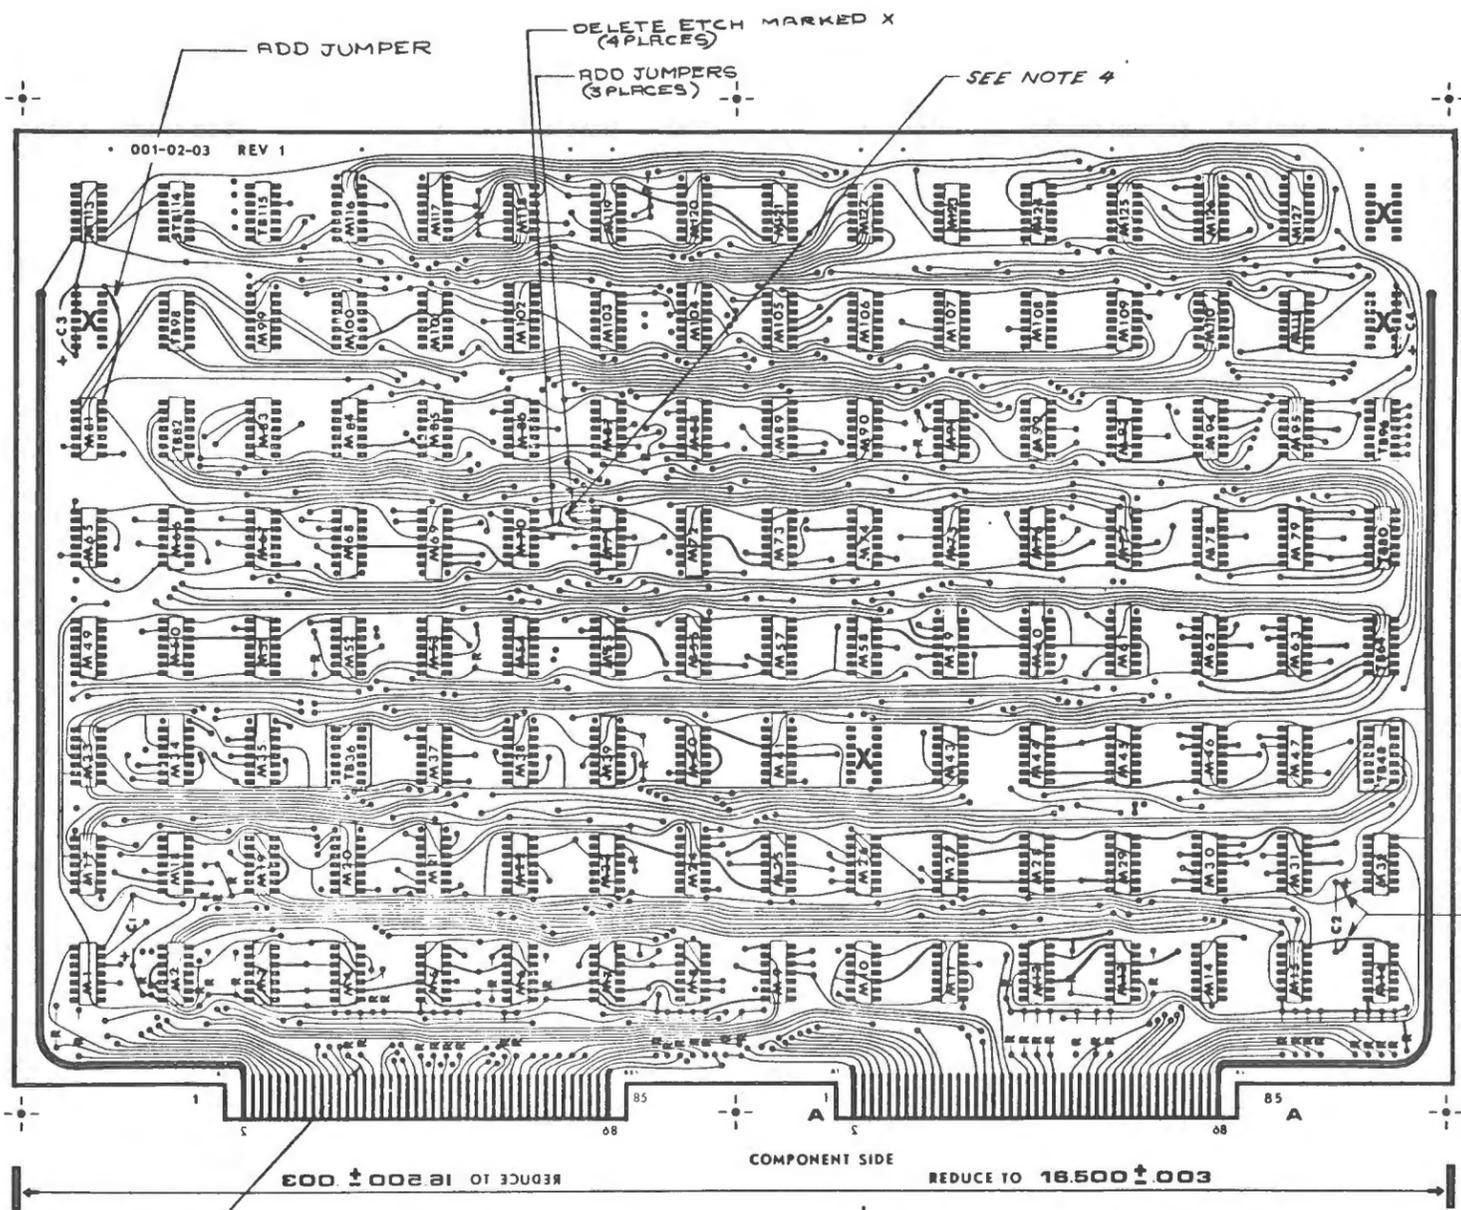 DELETE ETCH MARKED X
(4 PLACES)
ADD JUMPER
ADD JUMPERS
(3 PLACES)
SEE NOTE 4
001-02-03 REV 1
M113 T114 T115 M116 M117 M118 M119 M120 M121 M122 M123 M124 M125 M126 M127 X
C3 X T98 M99 M100 M101 M102 M103 M104 M105 M106 M107 M108 M109 M110 M111 X C4
+ +
M81 TB82 M83 M84 M85 M86 M87 M88 M89 M90 M91 M92 M93 M94 M95 TB96
M65 M66 M67 M68 M69 M70 M71 M72 M73 M74 M75 M76 M77 M78 M79 TB80
M49 M50 M51 M52 M53 M54 M55 M56 M57 M58 M59 M60 M61 M62 M63 TB64
M33 M34 M35 TB36 M37 M38 M39 M40 M41 X M43 M44 M45 M46 M47 TB48
M17 M18 M19 M20 M21 M22 M23 M24 M25 M26 M27 M28 M29 M30 M31 M32
C1 C2
M1 M2 M3 M4 M5 M6 M7 M8 M9 M10 M11 M12 M13 M14 M15 M16
1 85 1 A 85 A
2 86 2 86
COMPONENT SIDE
REDUCE TO 16.500 ± .003
REDUCE TO 16.500 ± .003